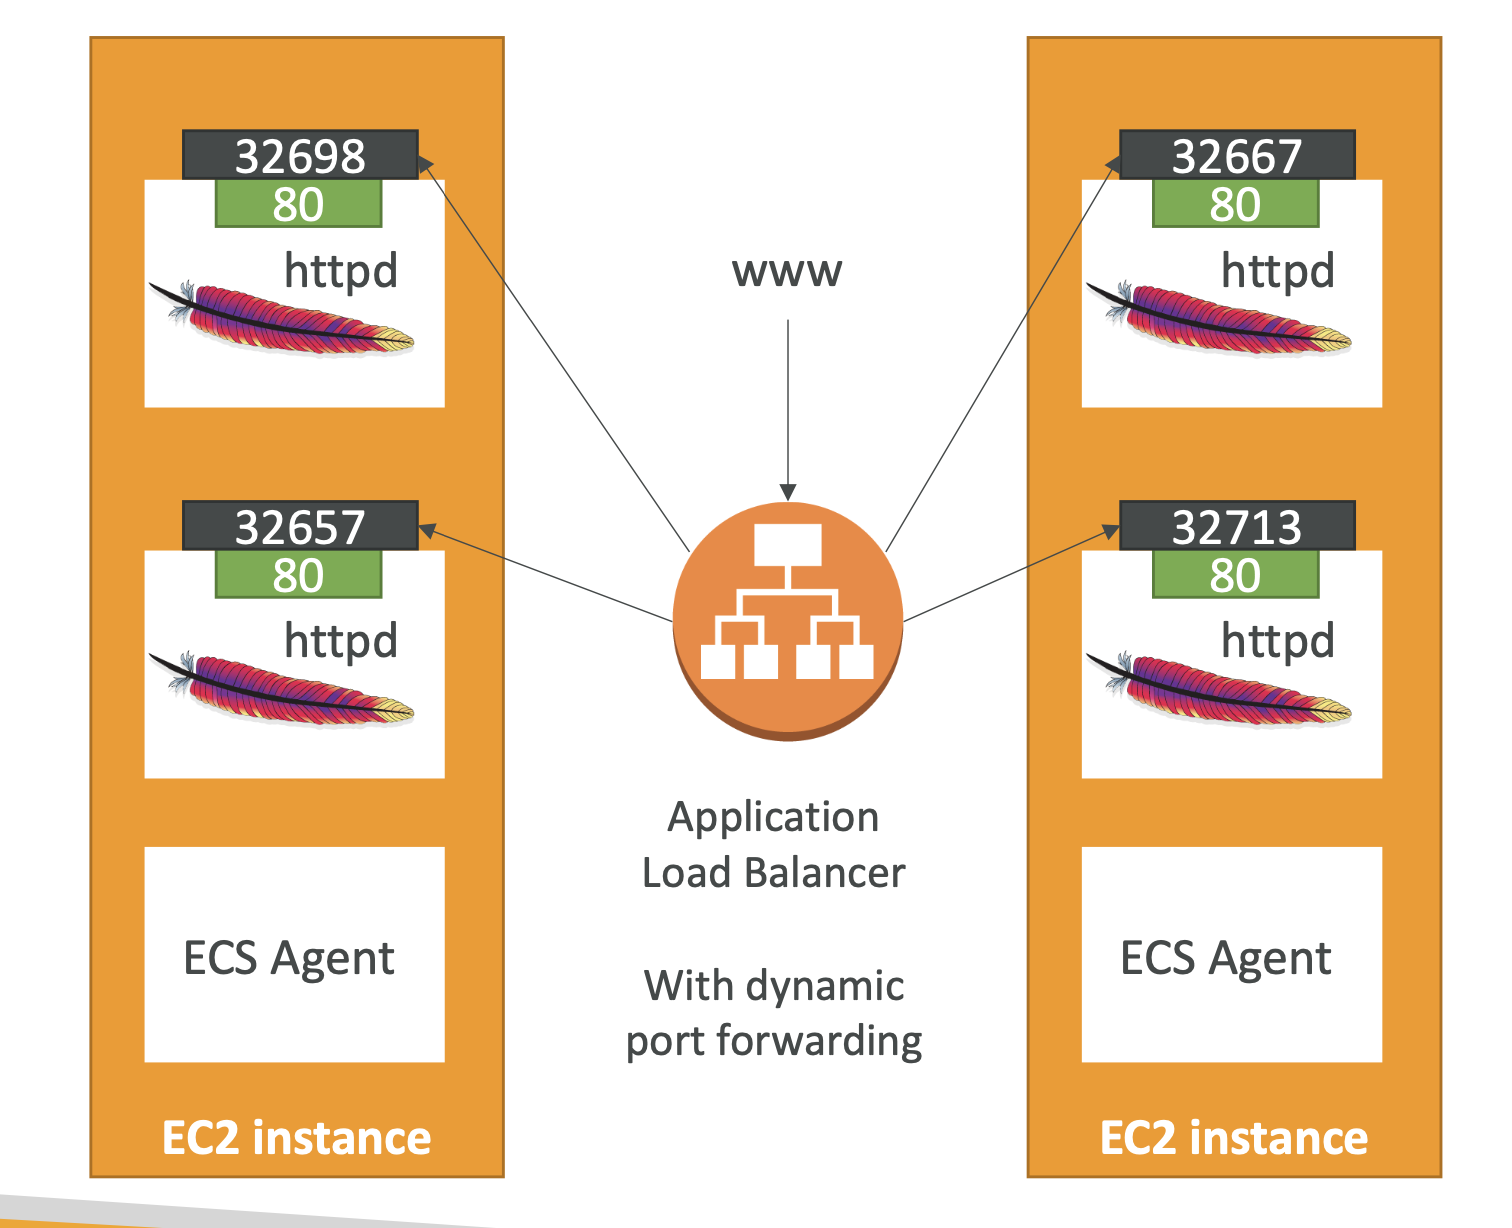 32698
80
httpd
32657
80
httpd
ECS Agent
EC2 instance
www
Application
Load Balancer
With dynamic
port forwarding
32667
80
httpd
32713
80
httpd
ECS Agent
EC2 instance